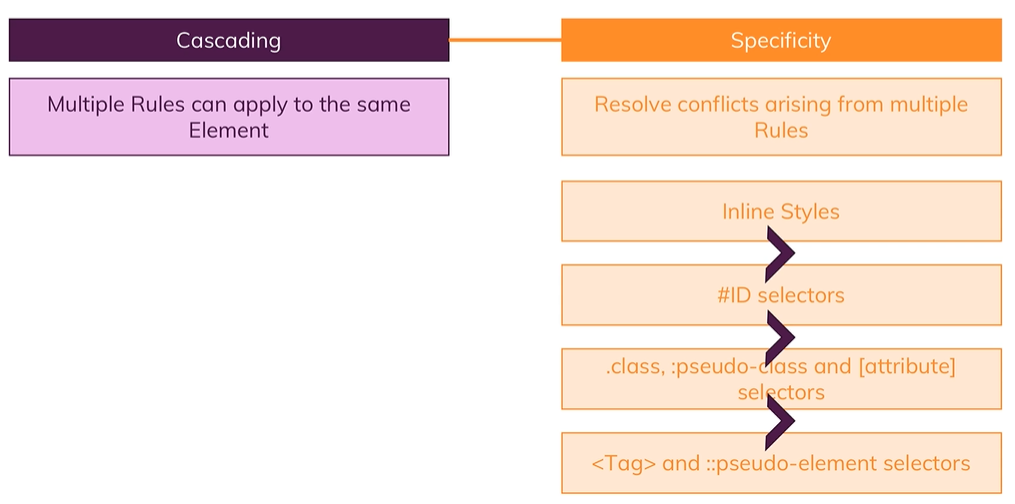 Cascading
Specificity
Multiple Rules can apply to the same
Element
Resolve conflicts arising from multiple
Rules
Inline Styles
#ID selectors
.class, :pseudo-class and [attribute]
selectors
<Tag> and ::pseudo-element selectors